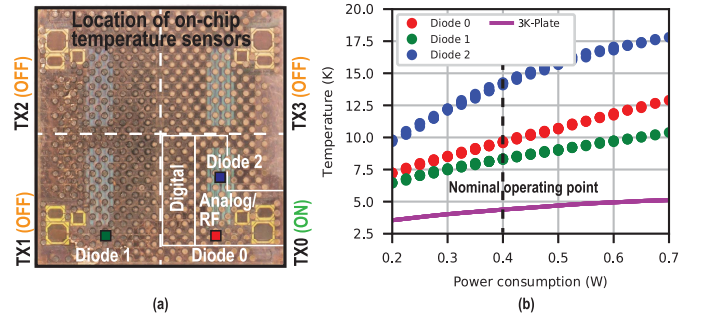 Location of on-chip
temperature sensors
TX2 (OFF)
TX3 (OFF)
TX1 (OFF)
TX0 (ON)
Digital
Analog/
RF
Diode 2
Diode 1
Diode 0
(a)
Temperature (K)
20.0
17.5
15.0
12.5
10.0
7.5
5.0
2.5
Diode 0
Diode 1
Diode 2
3K-Plate
Nominal operating point
0.2 0.3 0.4 0.5 0.6 0.7
Power consumption (W)
(b)